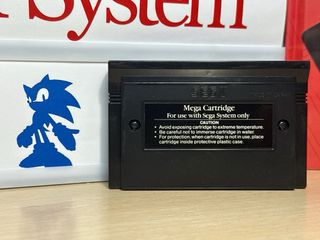 System
SEGA
Mega Cartridge
For use with Sega System only
CAUTION
• Avoid exposing cartridge to extreme temperature.
• Be careful not to immerse cartridge in water.
• For protection, when cartridge is not in use, place
cartridge inside protective plastic case.